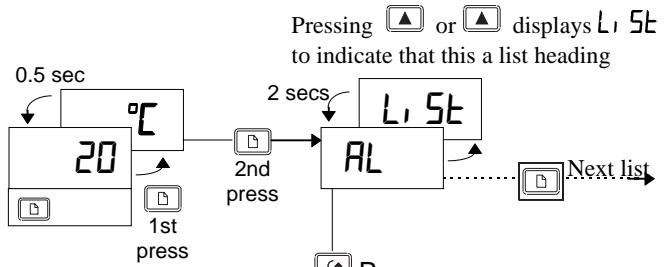 Pressing ▲ or ▲ displays Li St
to indicate that this a list heading
0.5 sec
°C
20
2 secs
Li St
AL
Next list
2nd
press
1st
press